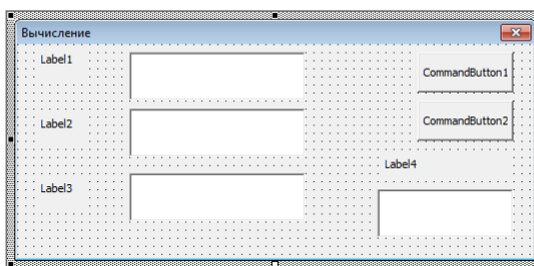 Вычисление
Label1
CommandButton1
Label2
CommandButton2
Label4
Label3